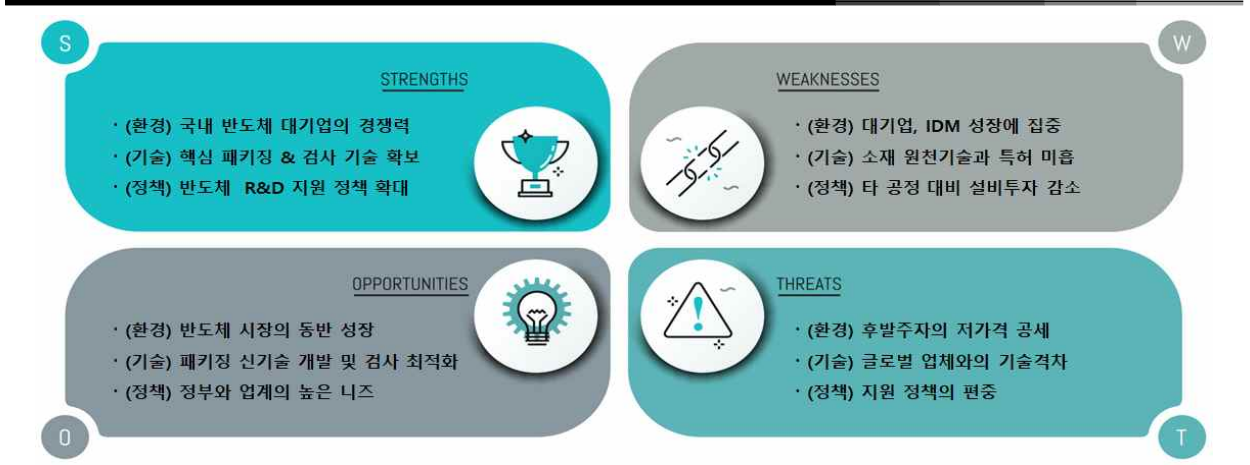 S
STRENGTHS
· (환경) 국내 반도체 대기업의 경쟁력
· (기술) 핵심 패키징 & 검사 기술 확보
· (정책) 반도체 R&D 지원 정책 확대
W
WEAKNESSES
· (환경) 대기업, IDM 성장에 집중
· (기술) 소재 원천기술과 특허 미흡
· (정책) 타 공정 대비 설비투자 감소
OPPORTUNITIES
· (환경) 반도체 시장의 동반 성장
· (기술) 패키징 신기술 개발 및 검사 최적화
· (정책) 정부와 업계의 높은 니즈
O
THREATS
· (환경) 후발주자의 저가격 공세
· (기술) 글로벌 업체와의 기술격차
· (정책) 지원 정책의 편중
T